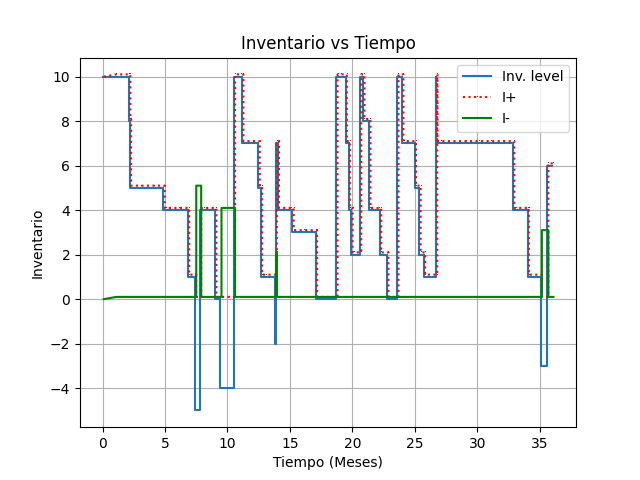 Inventario vs Tiempo
Inv. level
I+
I-
10
8
6
4
2
0
−2
−4
Inventario
0 5 10 15 20 25 30 35
Tiempo (Meses)